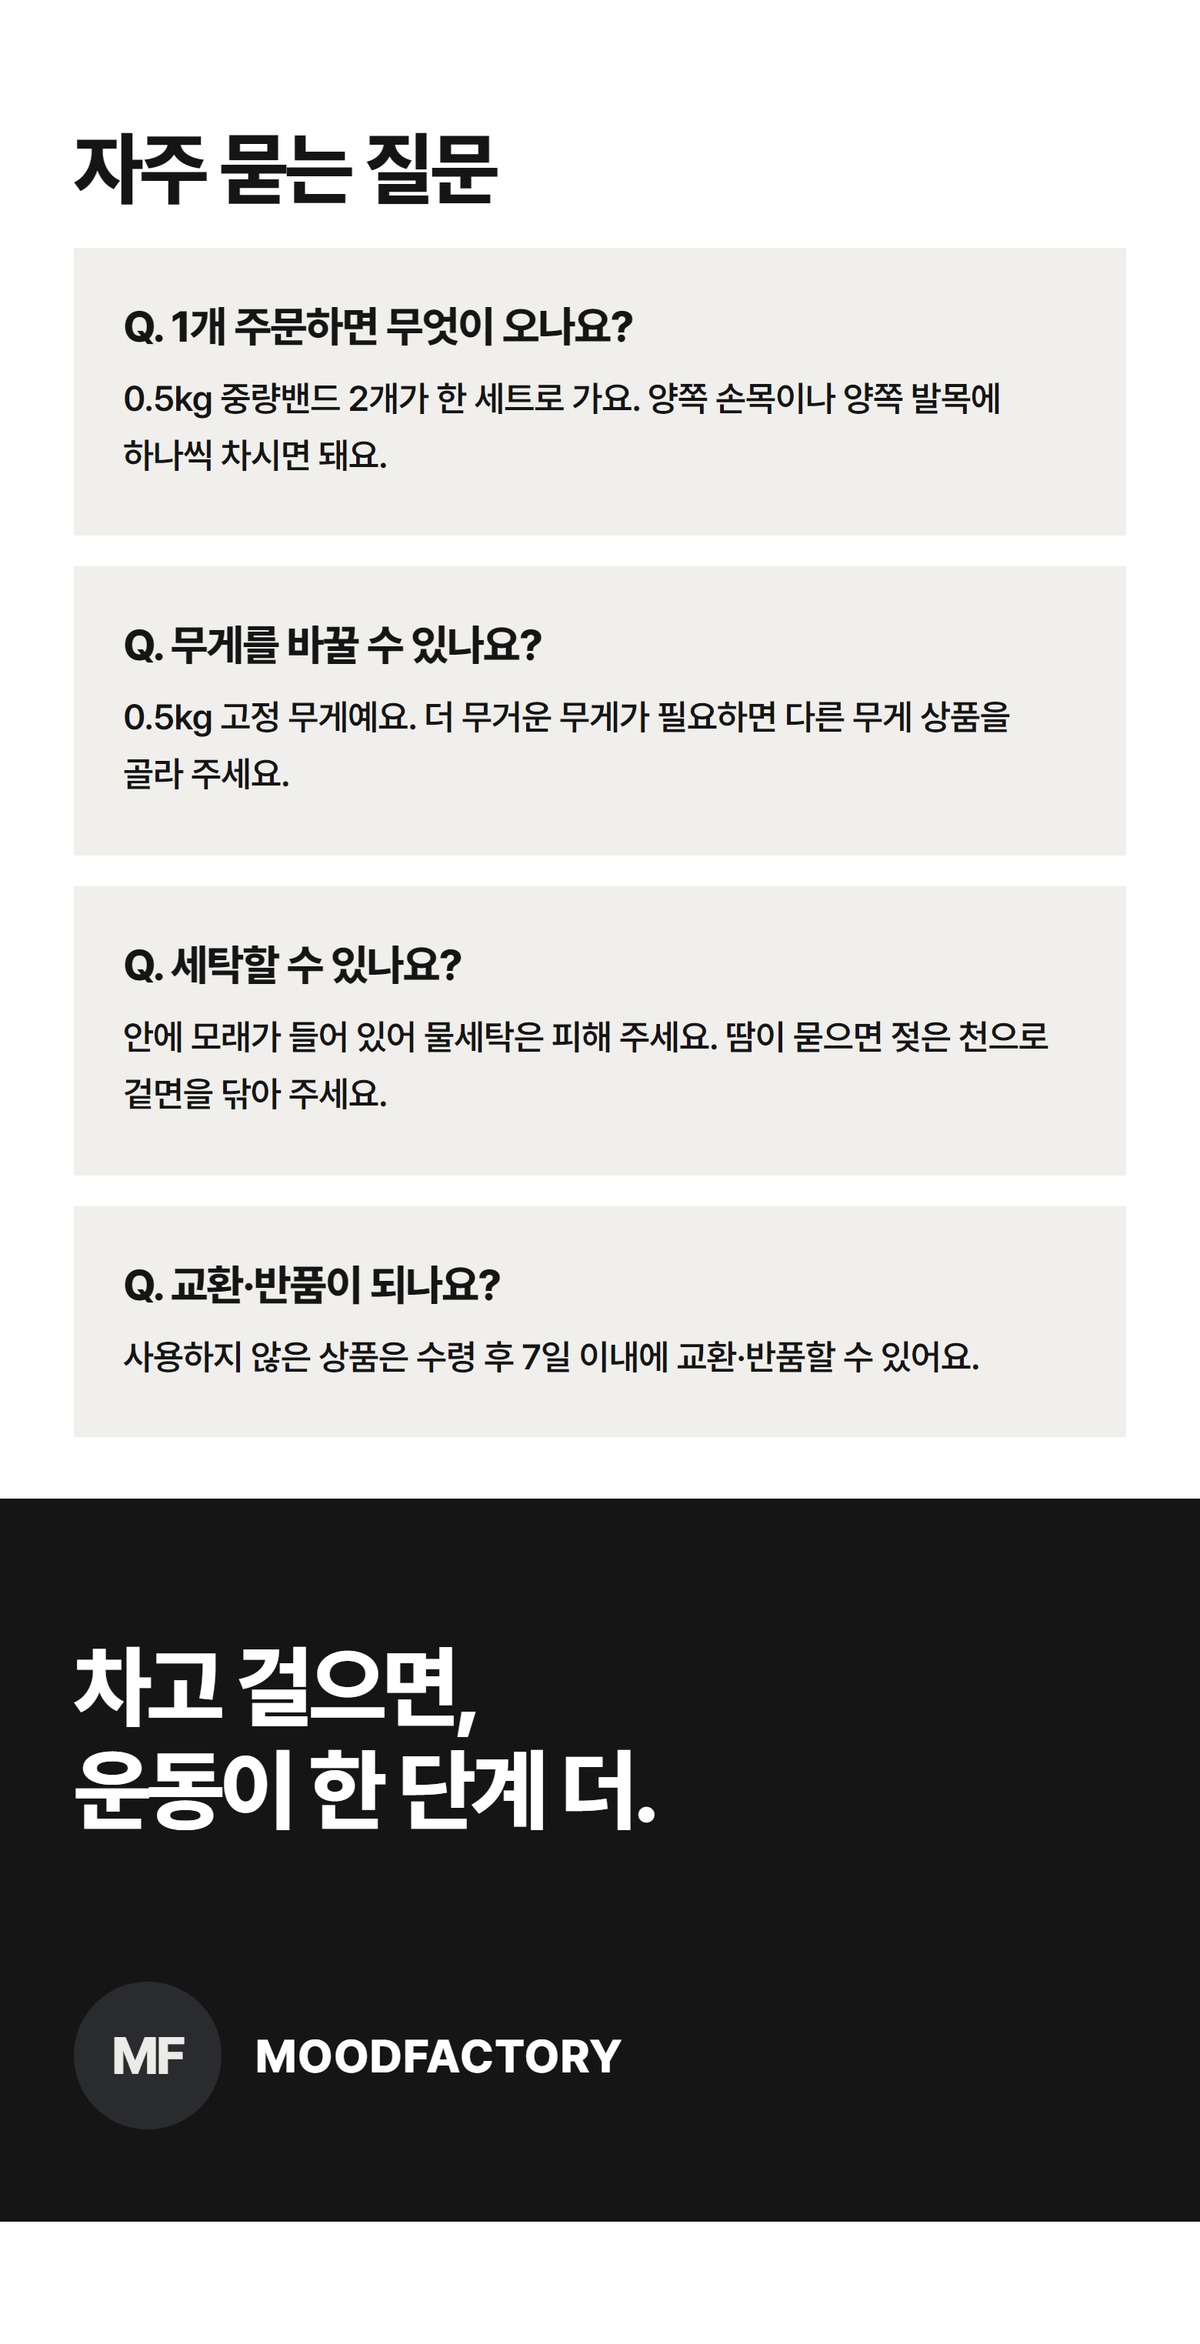 자주 묻는 질문
Q. 1개 주문하면 무엇이 오나요?
0.5kg 중량밴드 2개가 한 세트로 가요. 양쪽 손목이나 양쪽 발목에
하나씩 차시면 돼요.
Q. 무게를 바꿀 수 있나요?
0.5kg 고정 무게예요. 더 무거운 무게가 필요하면 다른 무게 상품을
골라 주세요.
Q. 세탁할 수 있나요?
안에 모래가 들어 있어 물세탁은 피해 주세요. 땀이 묻으면 젖은 천으로
겉면을 닦아 주세요.
Q. 교환·반품이 되나요?
사용하지 않은 상품은 수령 후 7일 이내에 교환·반품할 수 있어요.
차고 걸으면,
운동이 한 단계 더.
MF MOODFACTORY